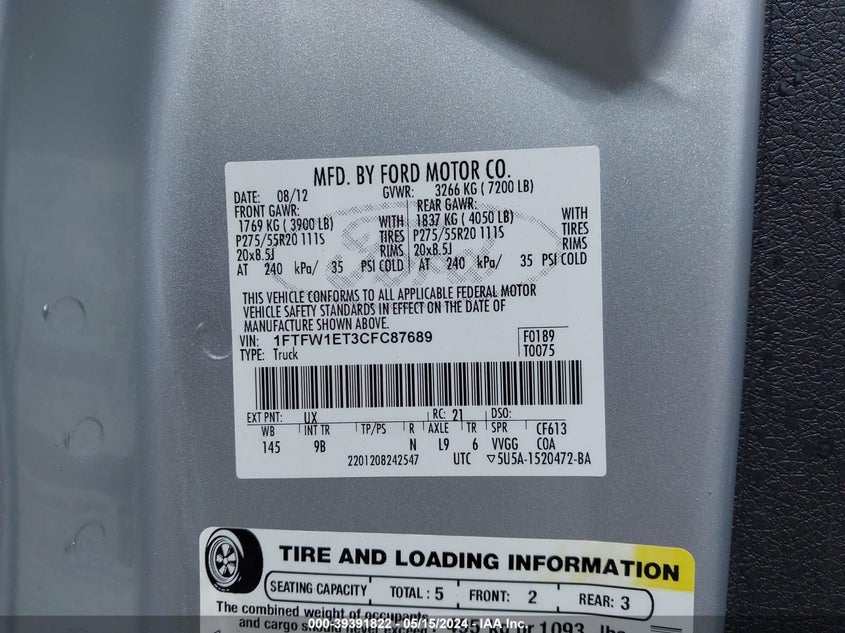 MFD. BY FORD MOTOR CO.
DATE: 08/12 GVWR: 3266 KG ( 7200 LB)
FRONT GAWR: REAR GAWR:
1769 KG ( 3900 LB) WITH 1837 KG ( 4050 LB) WITH
P275/55R20 111S TIRES P275/55R20 111S TIRES
20x8.5J RIMS 20x8.5J RIMS
AT 240 kPa/ 35 PSI COLD AT 240 kPa/ 35 PSI COLD
Ford
THIS VEHICLE CONFORMS TO ALL APPLICABLE FEDERAL MOTOR
VEHICLE SAFETY STANDARDS IN EFFECT ON THE DATE OF
MANUFACTURE SHOWN ABOVE.
VIN: 1FTFW1ET3CFC87689 F0189
TYPE: Truck T0075
EXT PNT: UX RC: 21 DSO:
WB INT TR TP/PS R AXLE TR SPR CF613
145 9B N L9 6 VVGG COA
2201208242547 UTC ▽5U5A-1520472-BA
TIRE AND LOADING INFORMATION
SEATING CAPACITY TOTAL : 5 FRONT: 2 REAR: 3
The combined weight of occupants
and cargo should never exceed : 495 kg or 1093 lbs
000-39391822 - 05/15/2024 - IAA Inc.